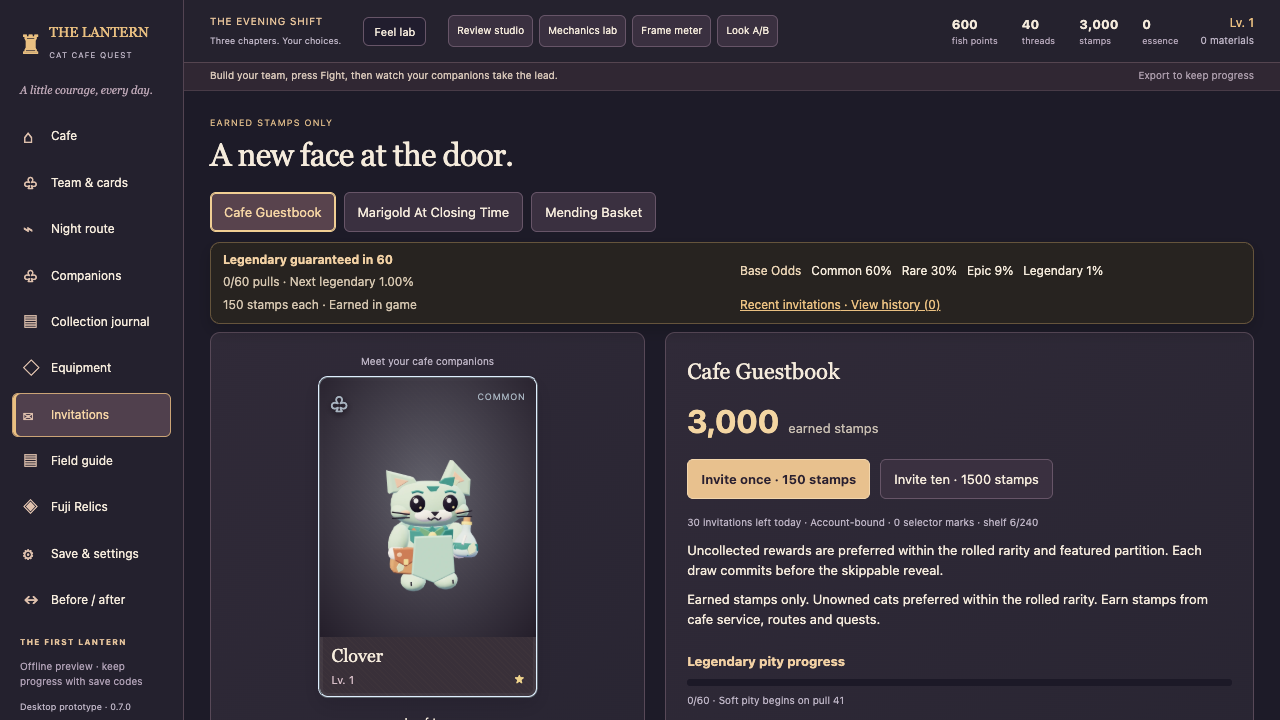 THE LANTERN
CAT CAFE QUEST
A little courage, every day.
Cafe
Team & cards
Night route
Companions
Collection journal
Equipment
Invitations
Field guide
Fuji Relics
Save & settings
Before / after
THE FIRST LANTERN
Offline preview · keep
progress with save codes
Desktop prototype · 0.7.0
THE EVENING SHIFT
Three chapters. Your choices.
Feel lab
Review studio
Mechanics lab
Frame meter
Look A/B
600
fish points
40
threads
3,000
stamps
0
essence
Lv. 1
0 materials
Build your team, press Fight, then watch your companions take the lead.
Export to keep progress
EARNED STAMPS ONLY
A new face at the door.
Cafe Guestbook
Marigold At Closing Time
Mending Basket
Legendary guaranteed in 60
0/60 pulls · Next legendary 1.00%
150 stamps each · Earned in game
Base Odds Common 60% Rare 30% Epic 9% Legendary 1%
Recent invitations · View history (0)
Meet your cafe companions
COMMON
Clover
Lv. 1
Cafe Guestbook
3,000 earned stamps
Invite once · 150 stamps
Invite ten · 1500 stamps
30 invitations left today · Account-bound · 0 selector marks · shelf 6/240
Uncollected rewards are preferred within the rolled rarity and featured partition. Each
draw commits before the skippable reveal.
Earned stamps only. Unowned cats preferred within the rolled rarity. Earn stamps from
cafe service, routes and quests.
Legendary pity progress
0/60 · Soft pity begins on pull 41